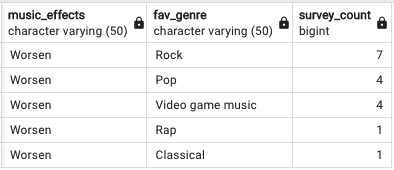 music_effects fav_genre survey_count
character varying (50) character varying (50) bigint
Worsen Rock 7
Worsen Pop 4
Worsen Video game music 4
Worsen Rap 1
Worsen Classical 1